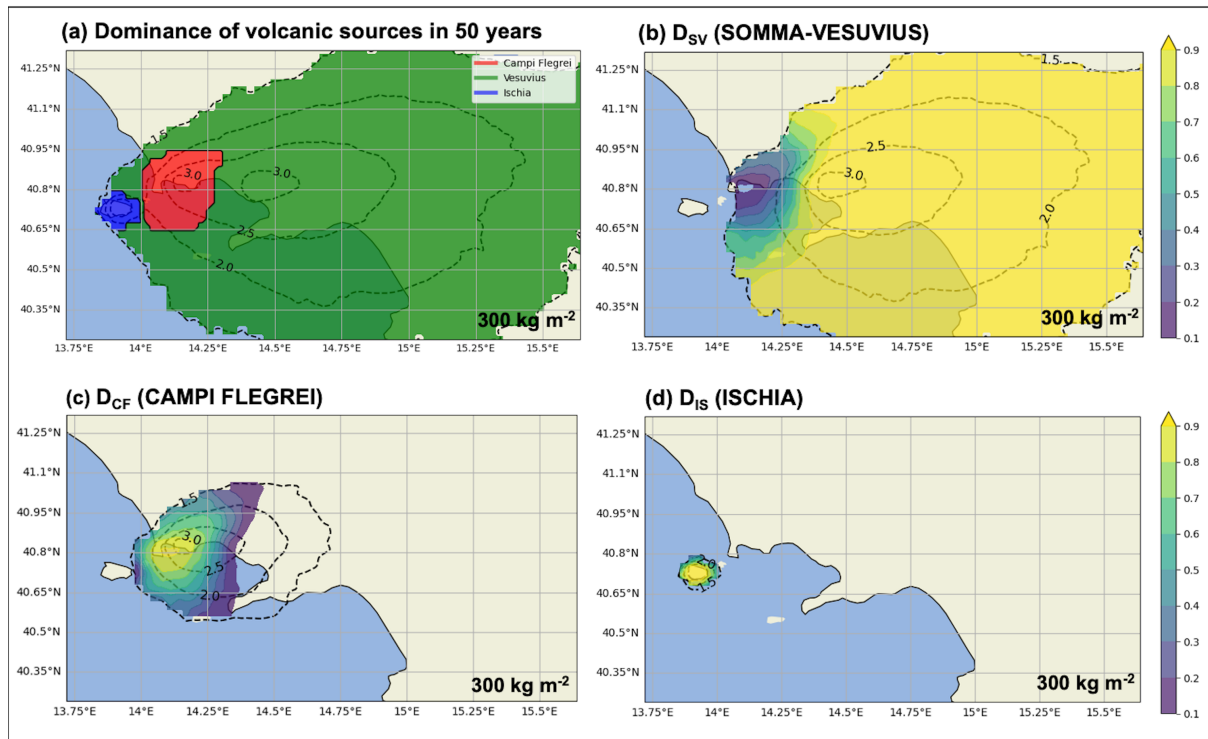 (a) Dominance of volcanic sources in 50 years
Campi Flegrei
Vesuvius
Ischia
41.25°N
41.1°N
40.95°N
40.8°N
40.65°N
40.5°N
40.35°N
1.5
3.0
3.0
2.5
2.0
300 kg m⁻²
13.75°E 14°E 14.25°E 14.5°E 14.75°E 15°E 15.25°E 15.5°E
(b) D_SV (SOMMA-VESUVIUS)
41.25°N
41.1°N
40.95°N
40.8°N
40.65°N
40.5°N
40.35°N
1.5
2.5
3.0
2.0
300 kg m⁻²
13.75°E 14°E 14.25°E 14.5°E 14.75°E 15°E 15.25°E 15.5°E
0.9
0.8
0.7
0.6
0.5
0.4
0.3
0.2
0.1
(c) D_CF (CAMPI FLEGREI)
41.25°N
41.1°N
40.95°N
40.8°N
40.65°N
40.5°N
40.35°N
1.5
3.0
2.5
2.0
300 kg m⁻²
13.75°E 14°E 14.25°E 14.5°E 14.75°E 15°E 15.25°E 15.5°E
(d) D_IS (ISCHIA)
41.25°N
41.1°N
40.95°N
40.8°N
40.65°N
40.5°N
40.35°N
300 kg m⁻²
13.75°E 14°E 14.25°E 14.5°E 14.75°E 15°E 15.25°E 15.5°E
0.9
0.8
0.7
0.6
0.5
0.4
0.3
0.2
0.1